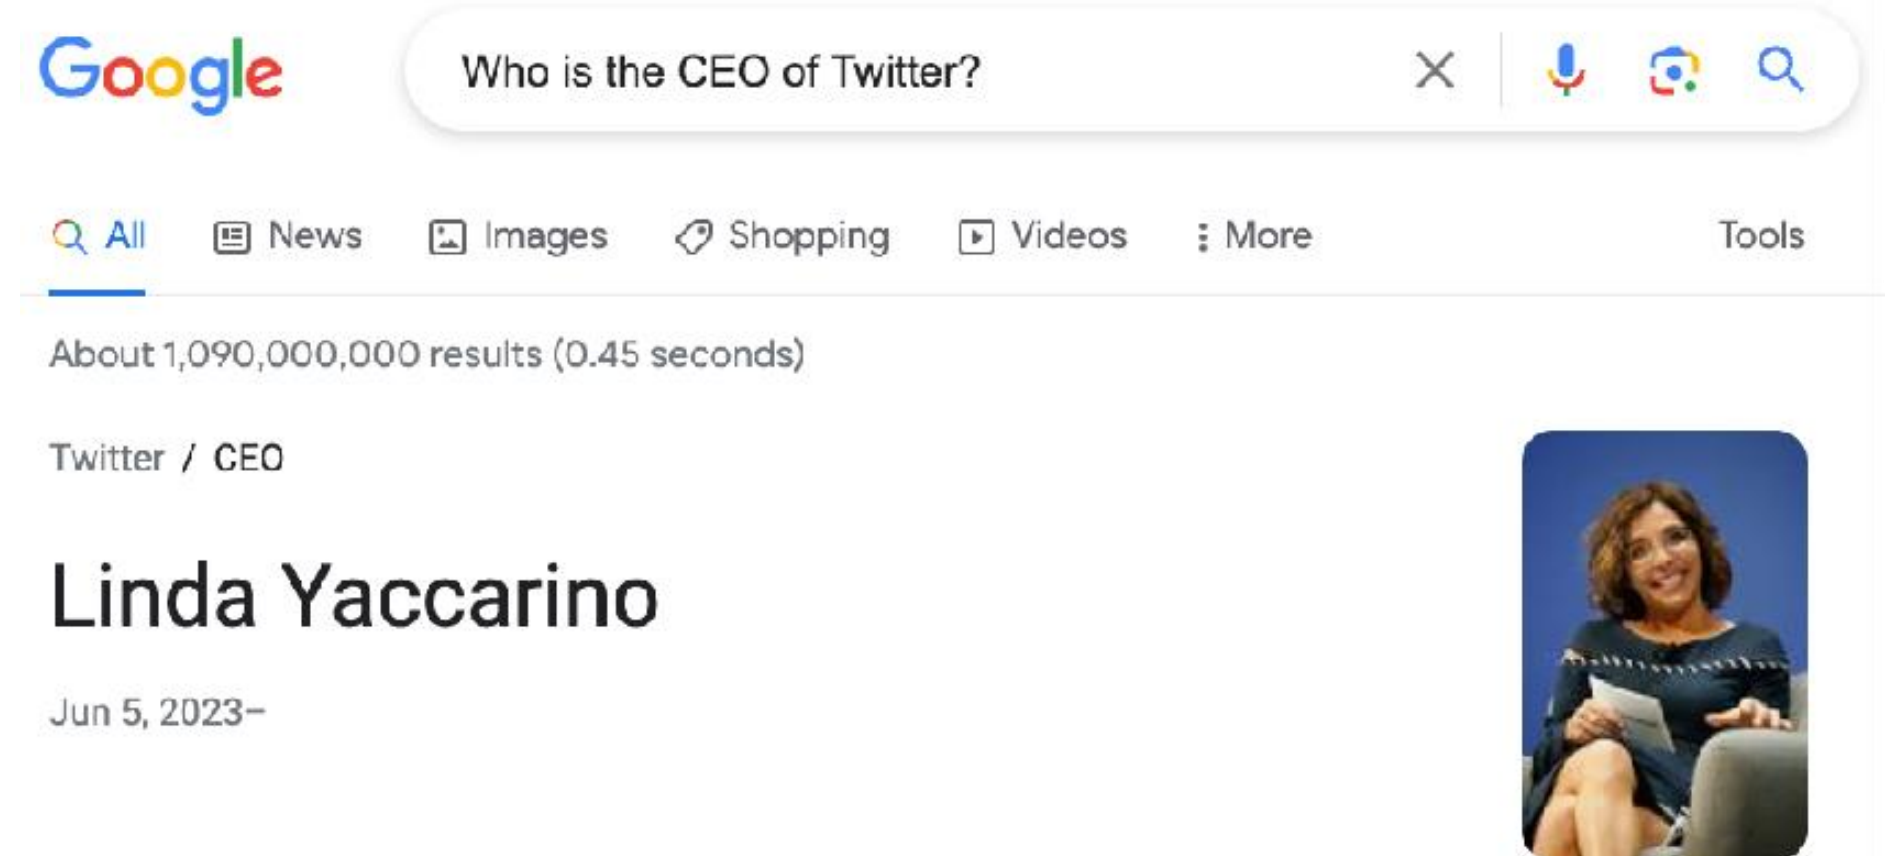 Google Who is the CEO of Twitter?
All News Images Shopping Videos More Tools
About 1,090,000,000 results (0.45 seconds)
Twitter / CEO
Linda Yaccarino
Jun 5, 2023–